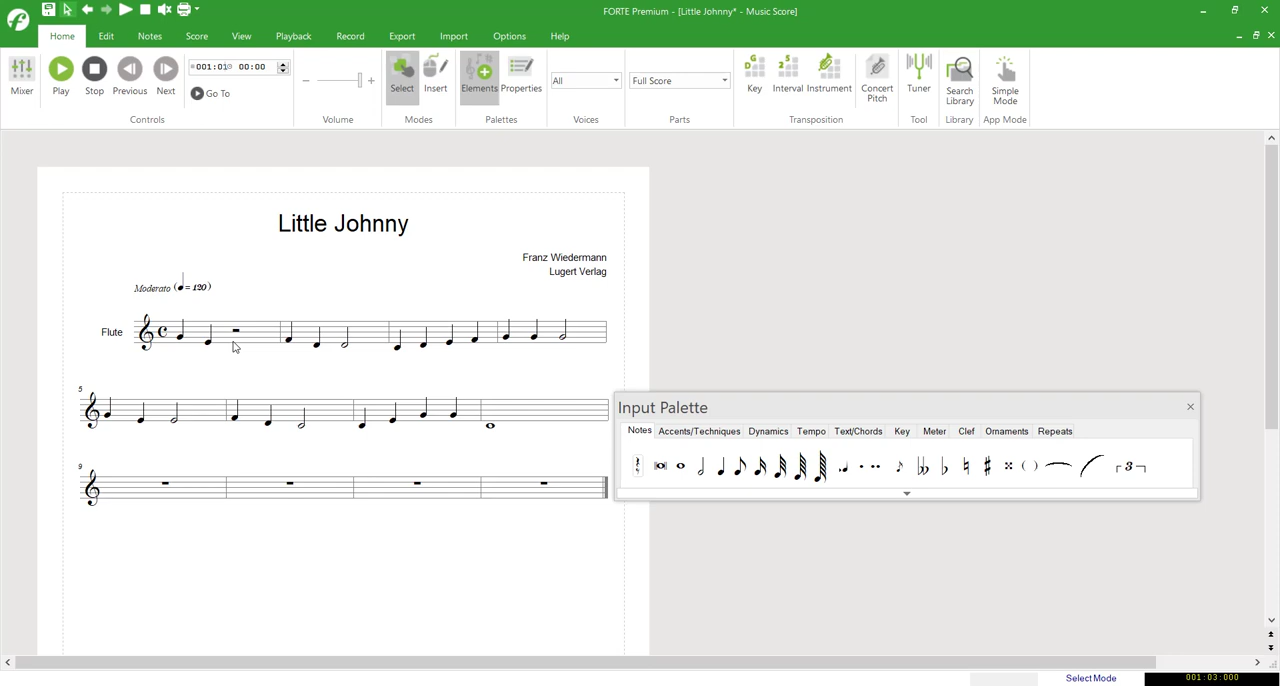 FORTE Premium - [Little Johnny* - Music Score]
Home Edit Notes Score View Playback Record Export Import Options Help
001:01 00:00
Go To
Mixer Play Stop Previous Next
Controls
Volume
Select Insert
Modes
Elements Properties
Palettes
All
Voices
Full Score
Parts
Key Interval Instrument Concert Pitch
Transposition
Tuner
Tool
Search Library
Library
Simple Mode
App Mode
Little Johnny
Franz Wiedermann
Lugert Verlag
Moderato (♩= 120)
Flute
5
9
Input Palette
Notes Accents/Techniques Dynamics Tempo Text/Chords Key Meter Clef Ornaments Repeats
3
Select Mode
001:03:000